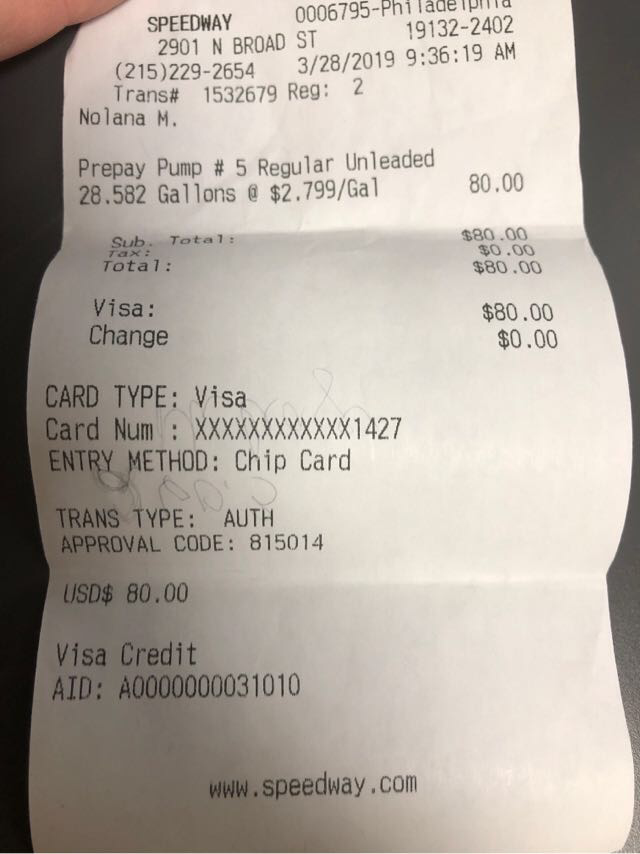 SPEEDWAY 0006795-Philadelphia
2901 N BROAD ST 19132-2402
(215)229-2654 3/28/2019 9:36:19 AM
Trans# 1532679 Reg: 2
Nolana M.
Prepay Pump # 5 Regular Unleaded
28.582 Gallons @ $2.799/Gal 80.00
Sub. Total: $80.00
Tax: $0.00
Total: $80.00
Visa: $80.00
Change $0.00
CARD TYPE: Visa
Card Num : XXXXXXXXXXXX1427
ENTRY METHOD: Chip Card
TRANS TYPE: AUTH
APPROVAL CODE: 815014
USD$ 80.00
Visa Credit
AID: A0000000031010
www.speedway.com